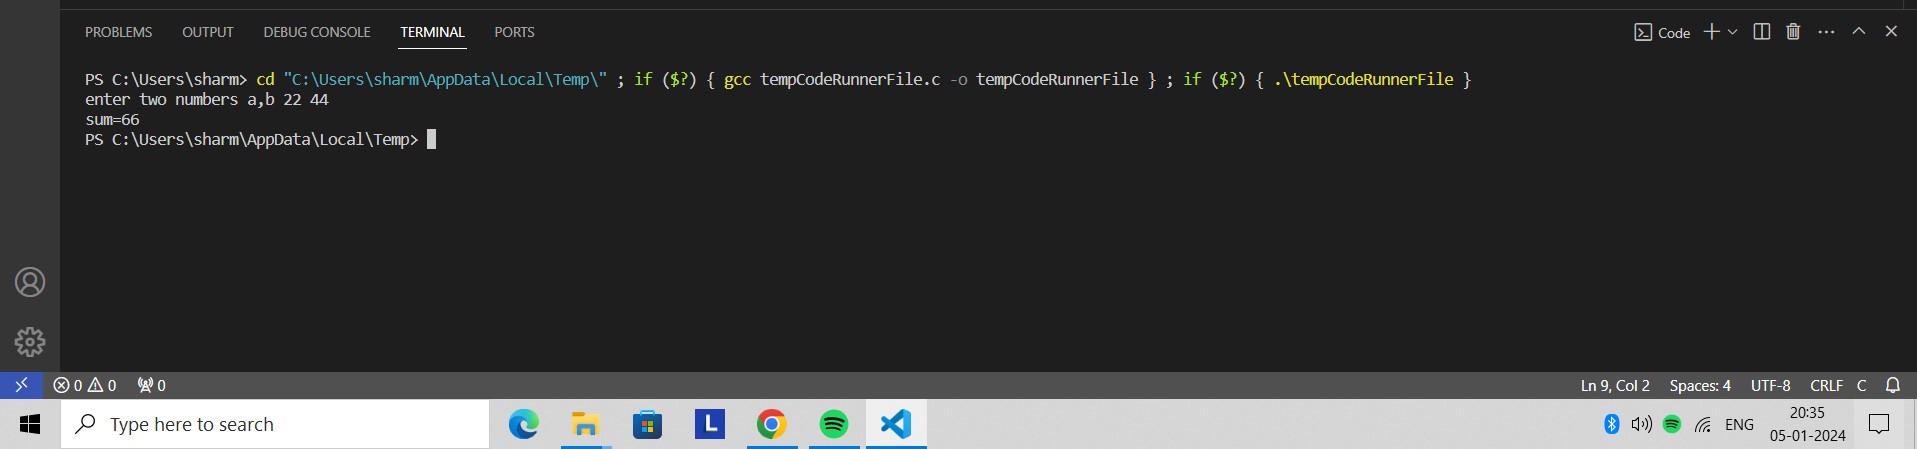 PROBLEMS OUTPUT DEBUG CONSOLE TERMINAL PORTS Code
PS C:\Users\sharm> cd "C:\Users\sharm\AppData\Local\Temp\" ; if ($?) { gcc tempCodeRunnerFile.c -o tempCodeRunnerFile } ; if ($?) { .\tempCodeRunnerFile }
enter two numbers a,b 22 44
sum=66
PS C:\Users\sharm\AppData\Local\Temp>
0 0 0 Ln 9, Col 2 Spaces: 4 UTF-8 CRLF C
Type here to search L ENG 20:35
05-01-2024